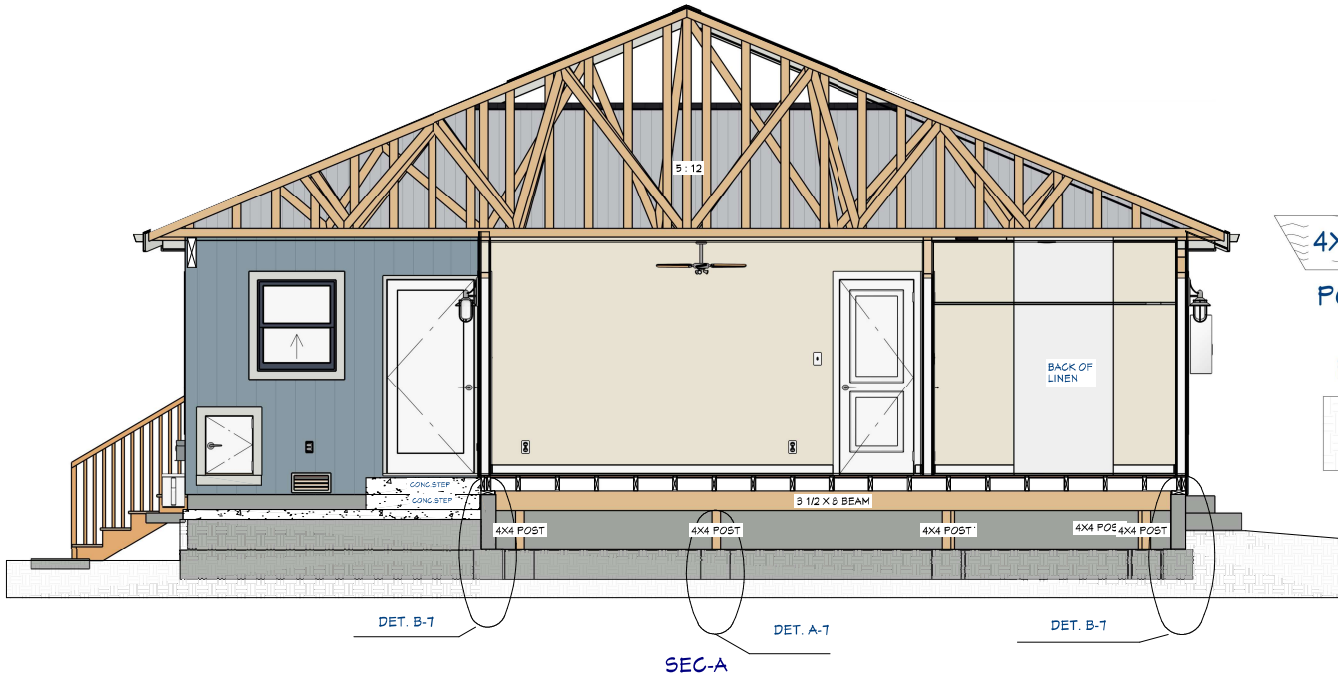 5 : 12
4X
BACK OF
LINEN
CONC.STEP
CONC.STEP
3 1/2 X 8 BEAM
4X4 POST
4X4 POST
4X4 POST
4X4 POS
4X4 POST
DET. B-7
DET. A-7
DET. B-7
SEC-A